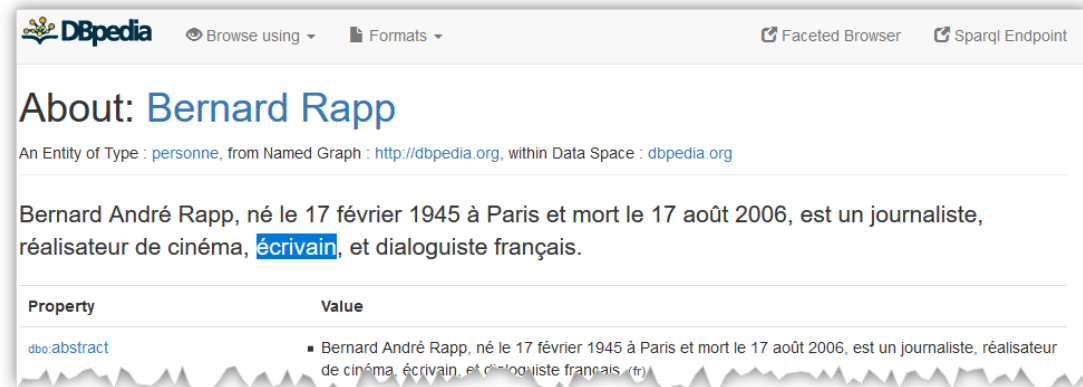 DBpedia Browse using Formats Faceted Browser Sparql Endpoint
About: Bernard Rapp
An Entity of Type : personne, from Named Graph : http://dbpedia.org, within Data Space : dbpedia.org
Bernard André Rapp, né le 17 février 1945 à Paris et mort le 17 août 2006, est un journaliste,
réalisateur de cinéma, écrivain, et dialoguiste français.
Property Value
dbo:abstract Bernard André Rapp, né le 17 février 1945 à Paris et mort le 17 août 2006, est un journaliste, réalisateur
de cinéma, écrivain, et dialoguiste français. (fr)